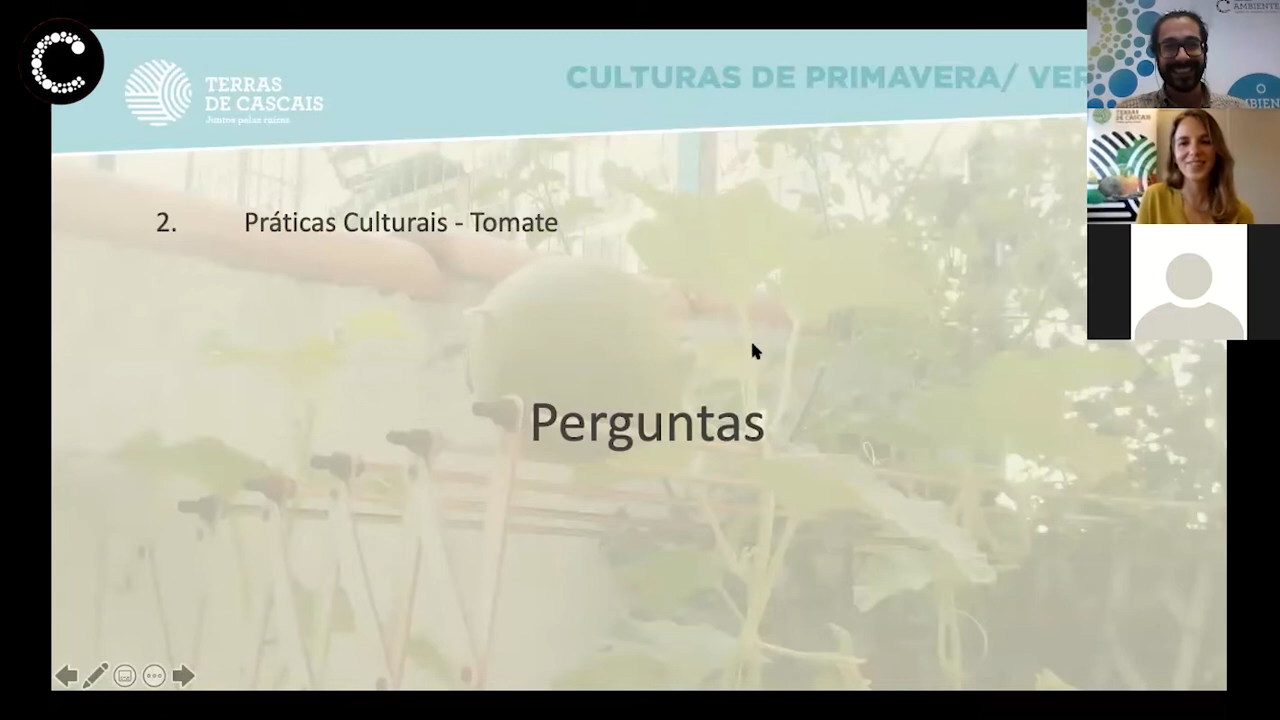 TERRAS
DE CASCAIS
Juntos pelas raízes
CULTURAS DE PRIMAVERA/ VER
2. Práticas Culturais - Tomate
Perguntas
AMBIENTE
O
TERRAS
DE CASCAIS